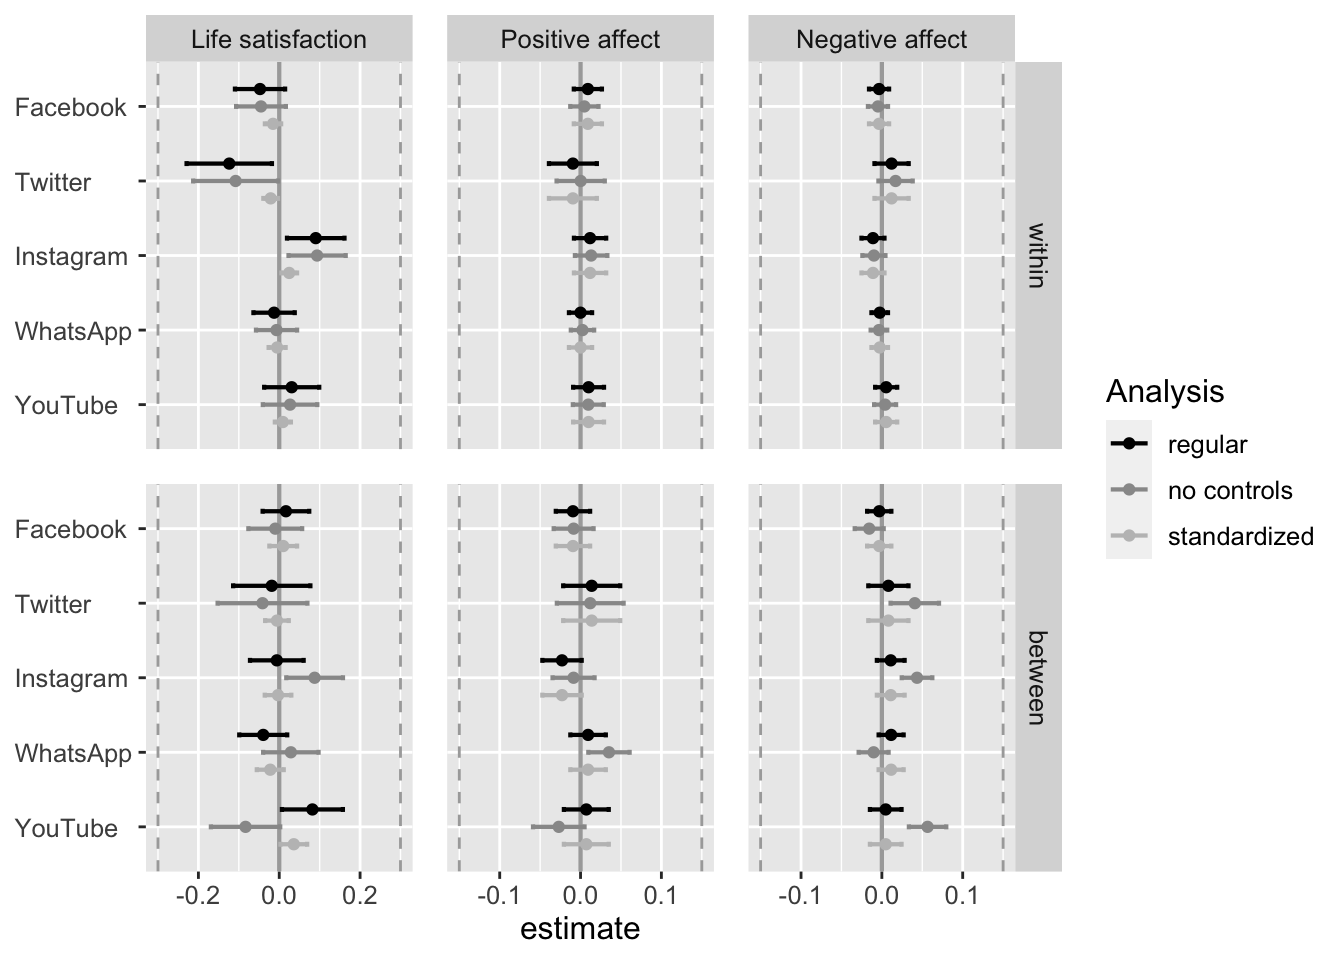 Life satisfaction Positive affect Negative affect
Facebook
Twitter
Instagram
WhatsApp
YouTube
within
Facebook
Twitter
Instagram
WhatsApp
YouTube
between
-0.2 0.0 0.2 -0.1 0.0 0.1 -0.1 0.0 0.1
estimate
Analysis
regular
no controls
standardized